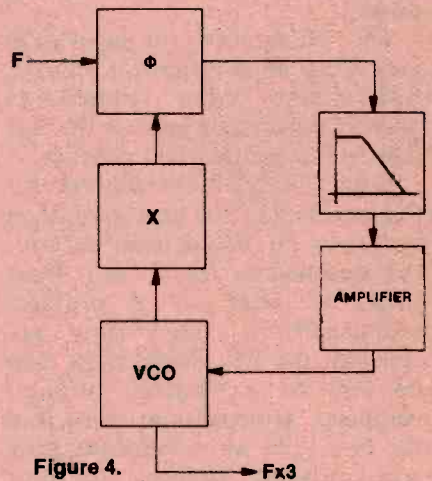 F
Φ
X
AMPLIFIER
VCO
Figure 4.
Fx3